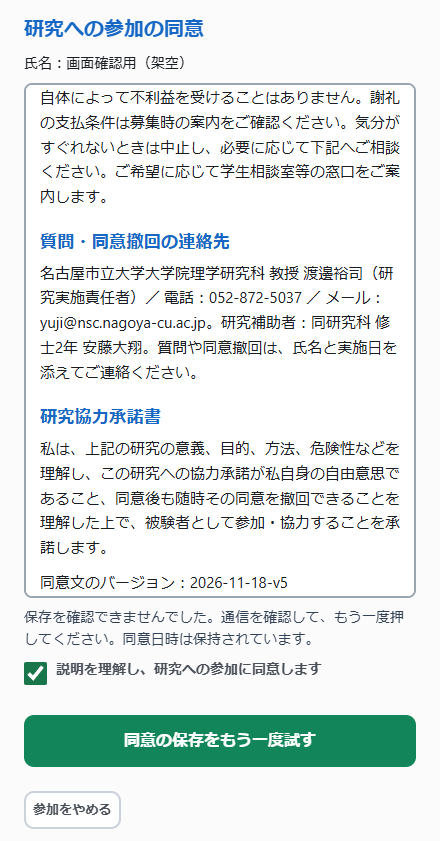 研究への参加の同意
氏名：画面確認用（架空）
自体によって不利益を受けることはありません。謝礼
の支払条件は募集時の案内をご確認ください。気分が
すぐれないときは中止し、必要に応じて下記へご相談
ください。ご希望に応じて学生相談室等の窓口をご案
内します。
質問・同意撤回の連絡先
名古屋市立大学大学院理学研究科 教授 渡邊裕司（研
究実施責任者）／ 電話：052-872-5037 ／ メール：
yuji@nsc.nagoya-cu.ac.jp。研究補助者：同研究科 修
士2年 安藤大翔。質問や同意撤回は、氏名と実施日を
添えてご連絡ください。
研究協力承諾書
私は、上記の研究の意義、目的、方法、危険性などを
理解し、この研究への協力承諾が私自身の自由意思で
あること、同意後も随時その同意を撤回できることを
理解した上で、被験者として参加・協力することを承
諾します。
同意文のバージョン：2026-11-18-v5
保存を確認できませんでした。通信を確認して、もう一度押
してください。同意日時は保持されています。
説明を理解し、研究への参加に同意します
同意の保存をもう一度試す
参加をやめる